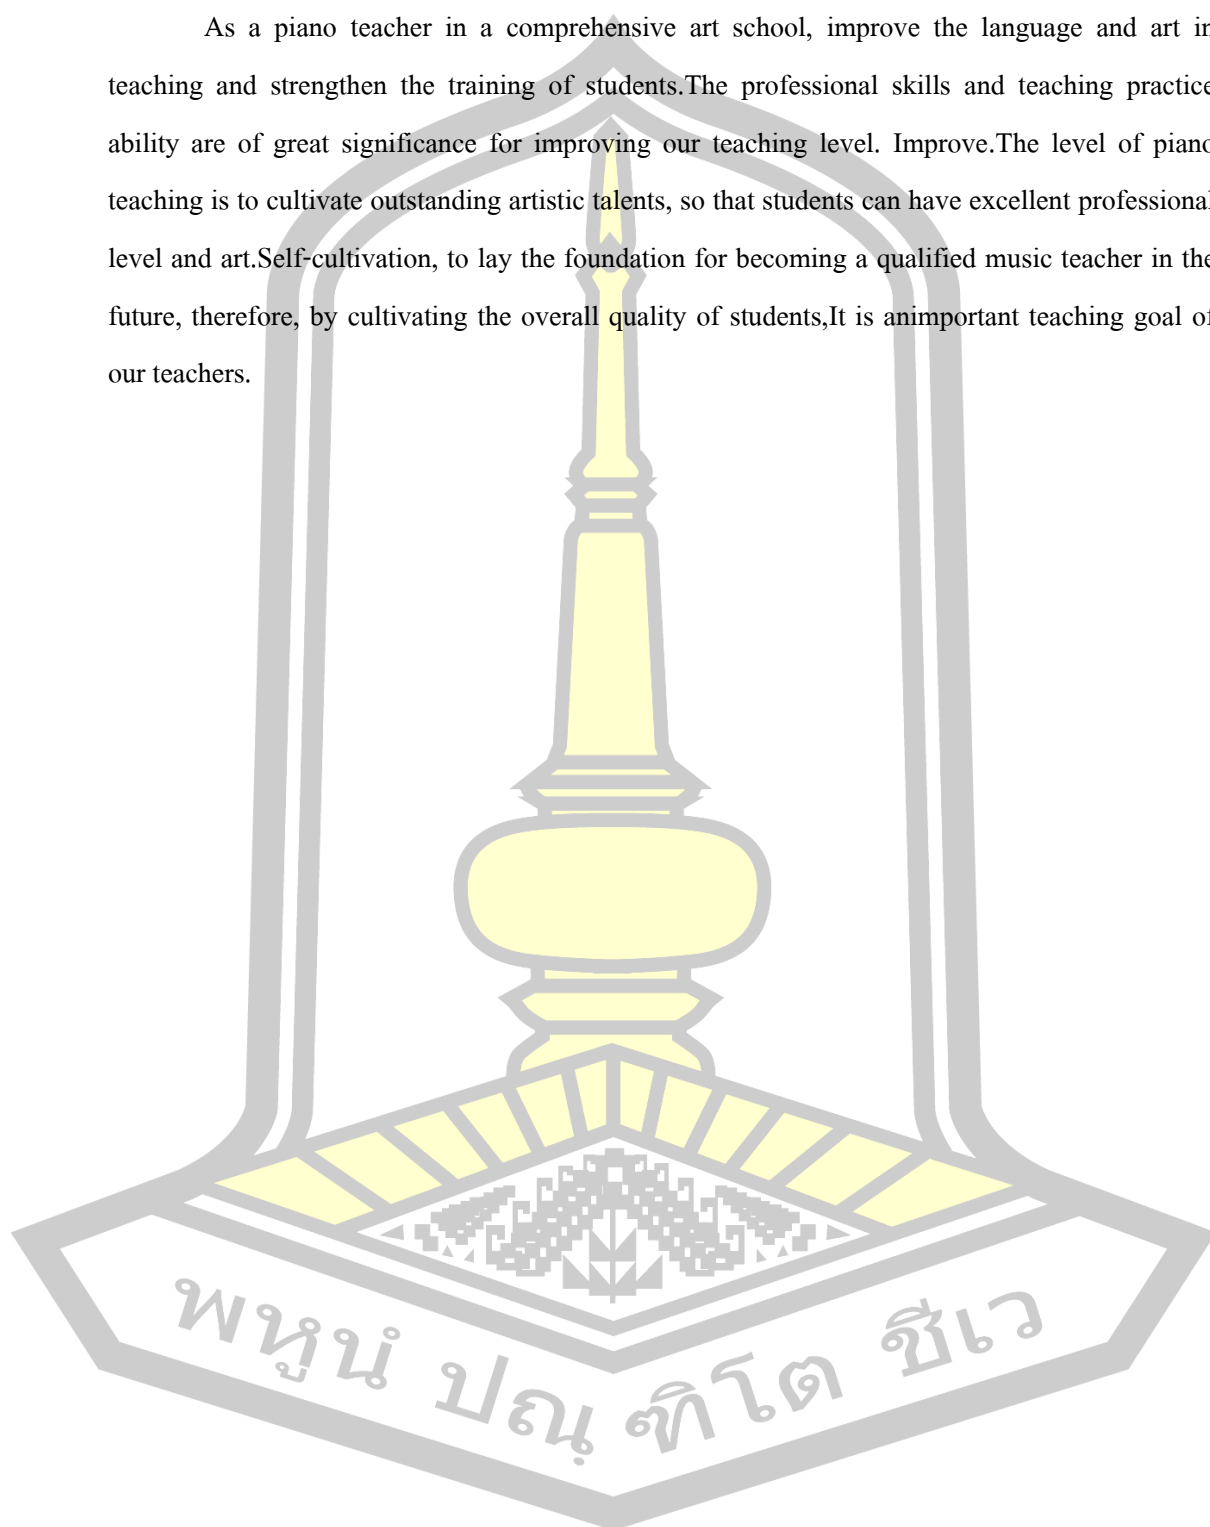 As a piano teacher in a comprehensive art school, improve the language and art in
teaching and strengthen the training of students.The professional skills and teaching practice
ability are of great significance for improving our teaching level. Improve.The level of piano
teaching is to cultivate outstanding artistic talents, so that students can have excellent professional
level and art.Self-cultivation, to lay the foundation for becoming a qualified music teacher in the
future, therefore, by cultivating the overall quality of students,It is animportant teaching goal of
our teachers.
พหูนํ ปณฺฑิโต ชีเว